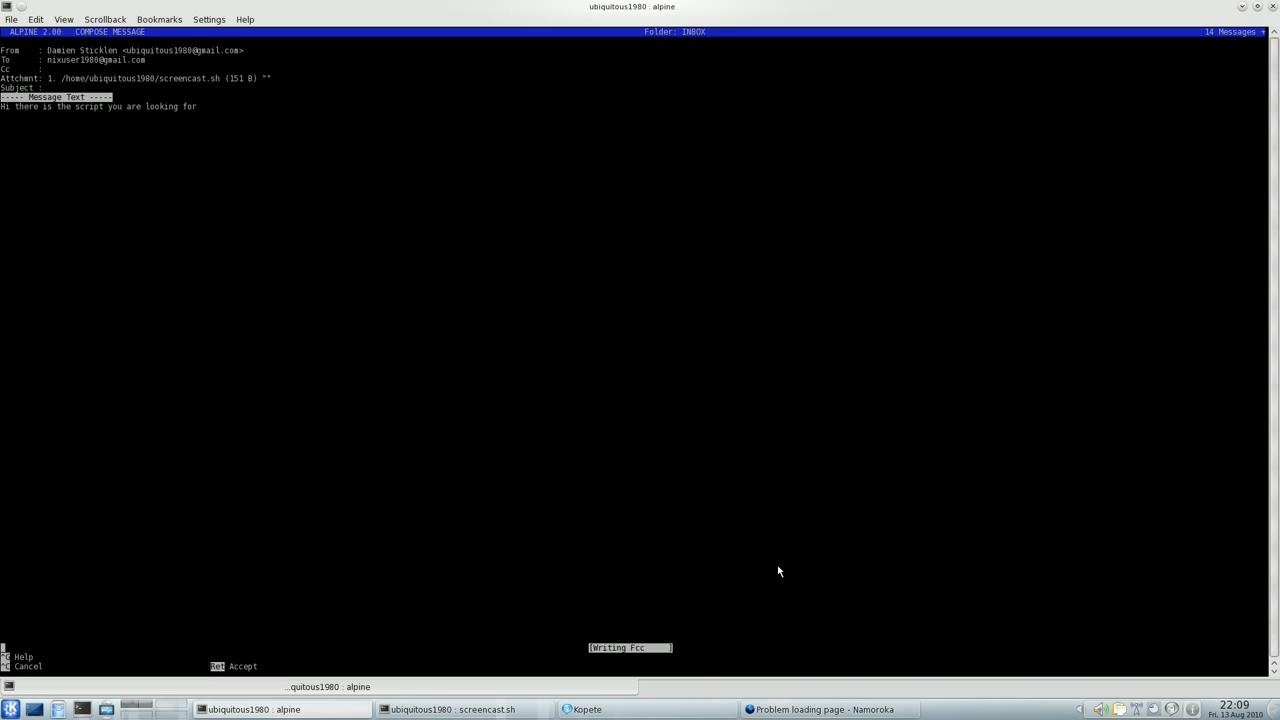 ubiquitous1980 : alpine
File Edit View Scrollback Bookmarks Settings Help
ALPINE 2.00 COMPOSE MESSAGE Folder: INBOX 14 Messages +
From : Damien Sticklen <ubiquitous1980@gmail.com>
To : nixuser1980@gmail.com
Cc :
Attchmnt: 1. /home/ubiquitous1980/screencast.sh (151 B) ""
Subject :
----- Message Text -----
Hi there is the script you are looking for
[Writing Fcc ]
^G Help
^C Cancel Ret Accept
...quitous1980 : alpine
ubiquitous1980 : alpine ubiquitous1980 : screencast.sh Kopete Problem loading page - Namoroka 22:09
Fri, 13 Aug 2010